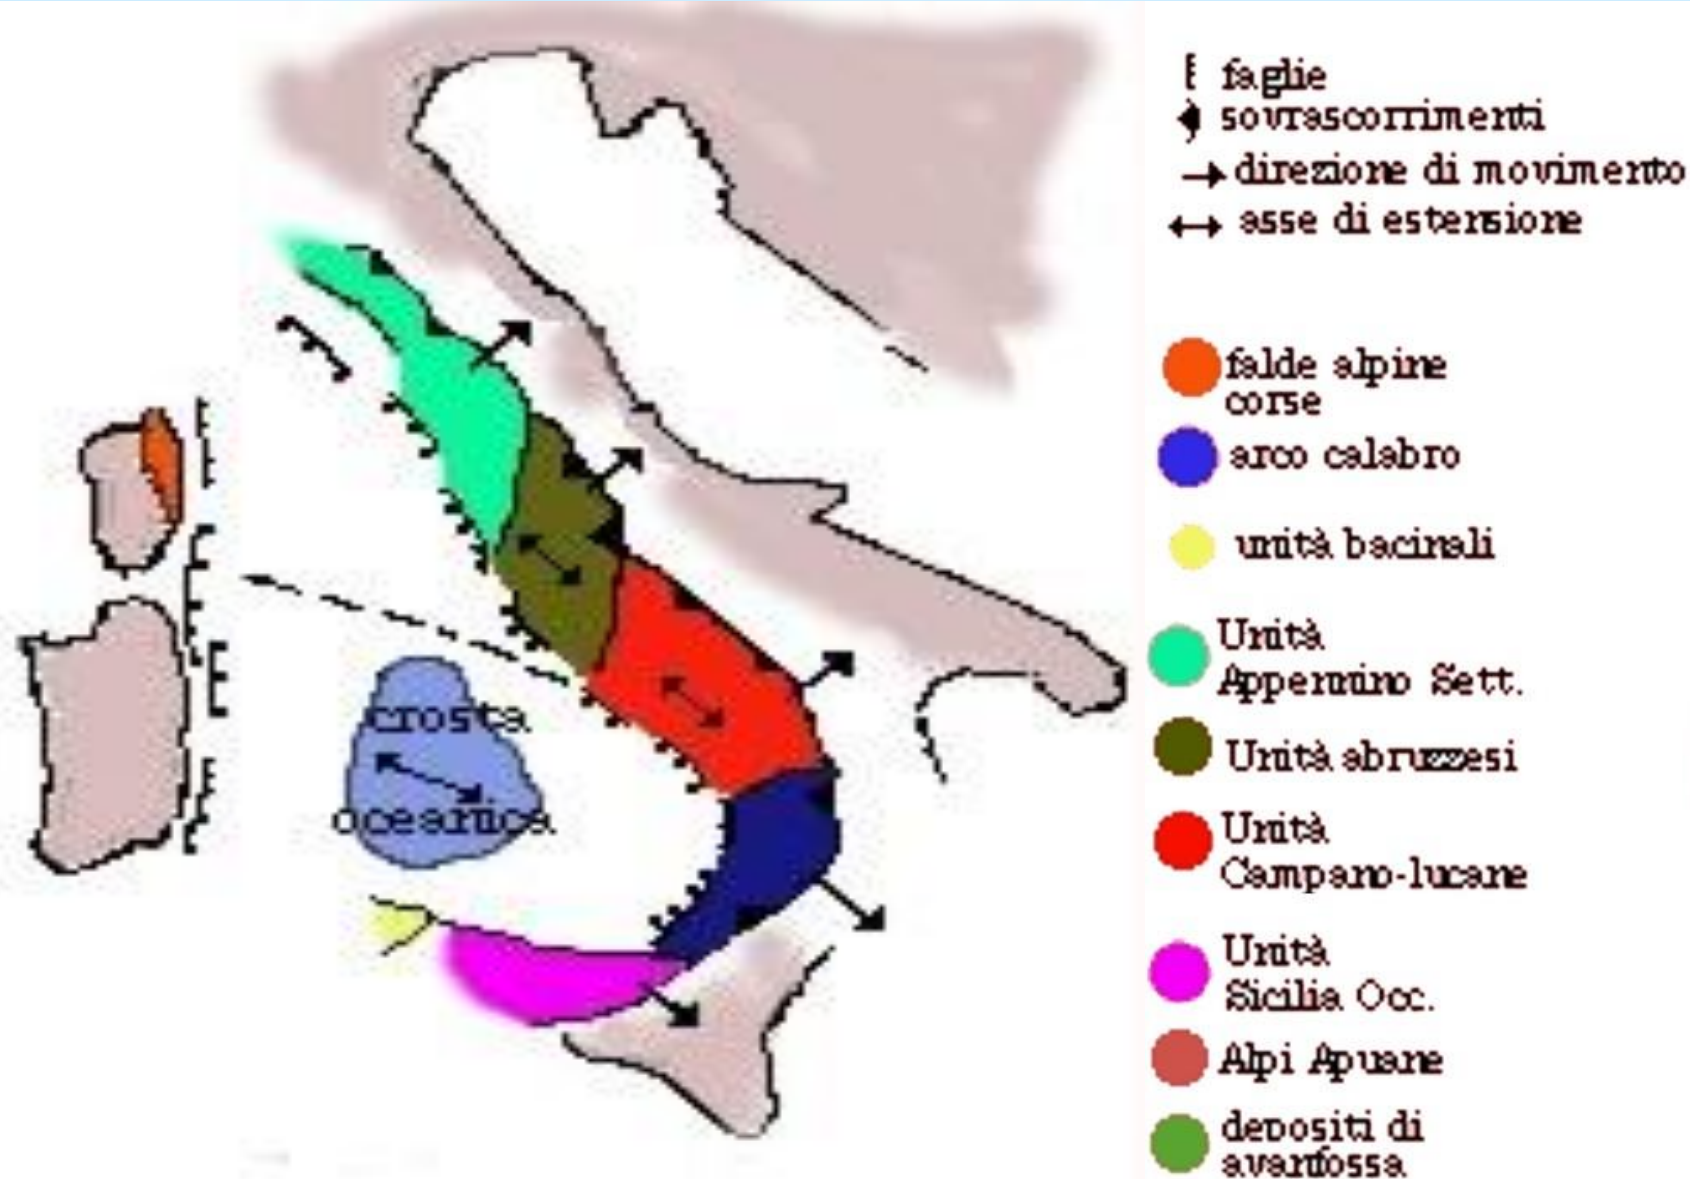 faglie
sovrascorrimenti
direzione di movimento
asse di estensione
falde alpine
corse
arco calabro
unità bacinali
Unità
Appennino Sett.
Unità abruzzesi
Unità
Campano-lucane
Unità
Sicilia Occ.
Alpi Apuane
depositi di
avanfossa
crosta
oceanica